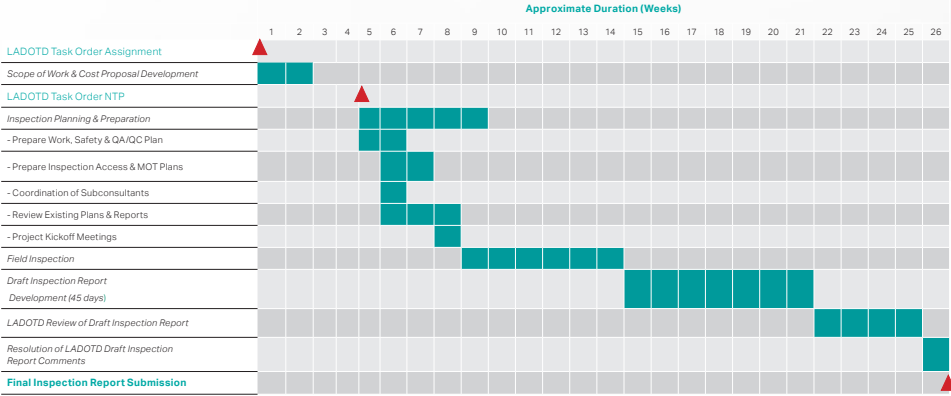 Approximate Duration (Weeks)
1 2 3 4 5 6 7 8 9 10 11 12 13 14 15 16 17 18 19 20 21 22 23 24 25 26
LADOTD Task Order Assignment
Scope of Work & Cost Proposal Development
LADOTD Task Order NTP
Inspection Planning & Preparation
- Prepare Work, Safety & QA/QC Plan
- Prepare Inspection Access & MOT Plans
- Coordination of Subconsultants
- Review Existing Plans & Reports
- Project Kickoff Meetings
Field Inspection
Draft Inspection Report
Development (45 days)
LADOTD Review of Draft Inspection Report
Resolution of LADOTD Draft Inspection
Report Comments
Final Inspection Report Submission